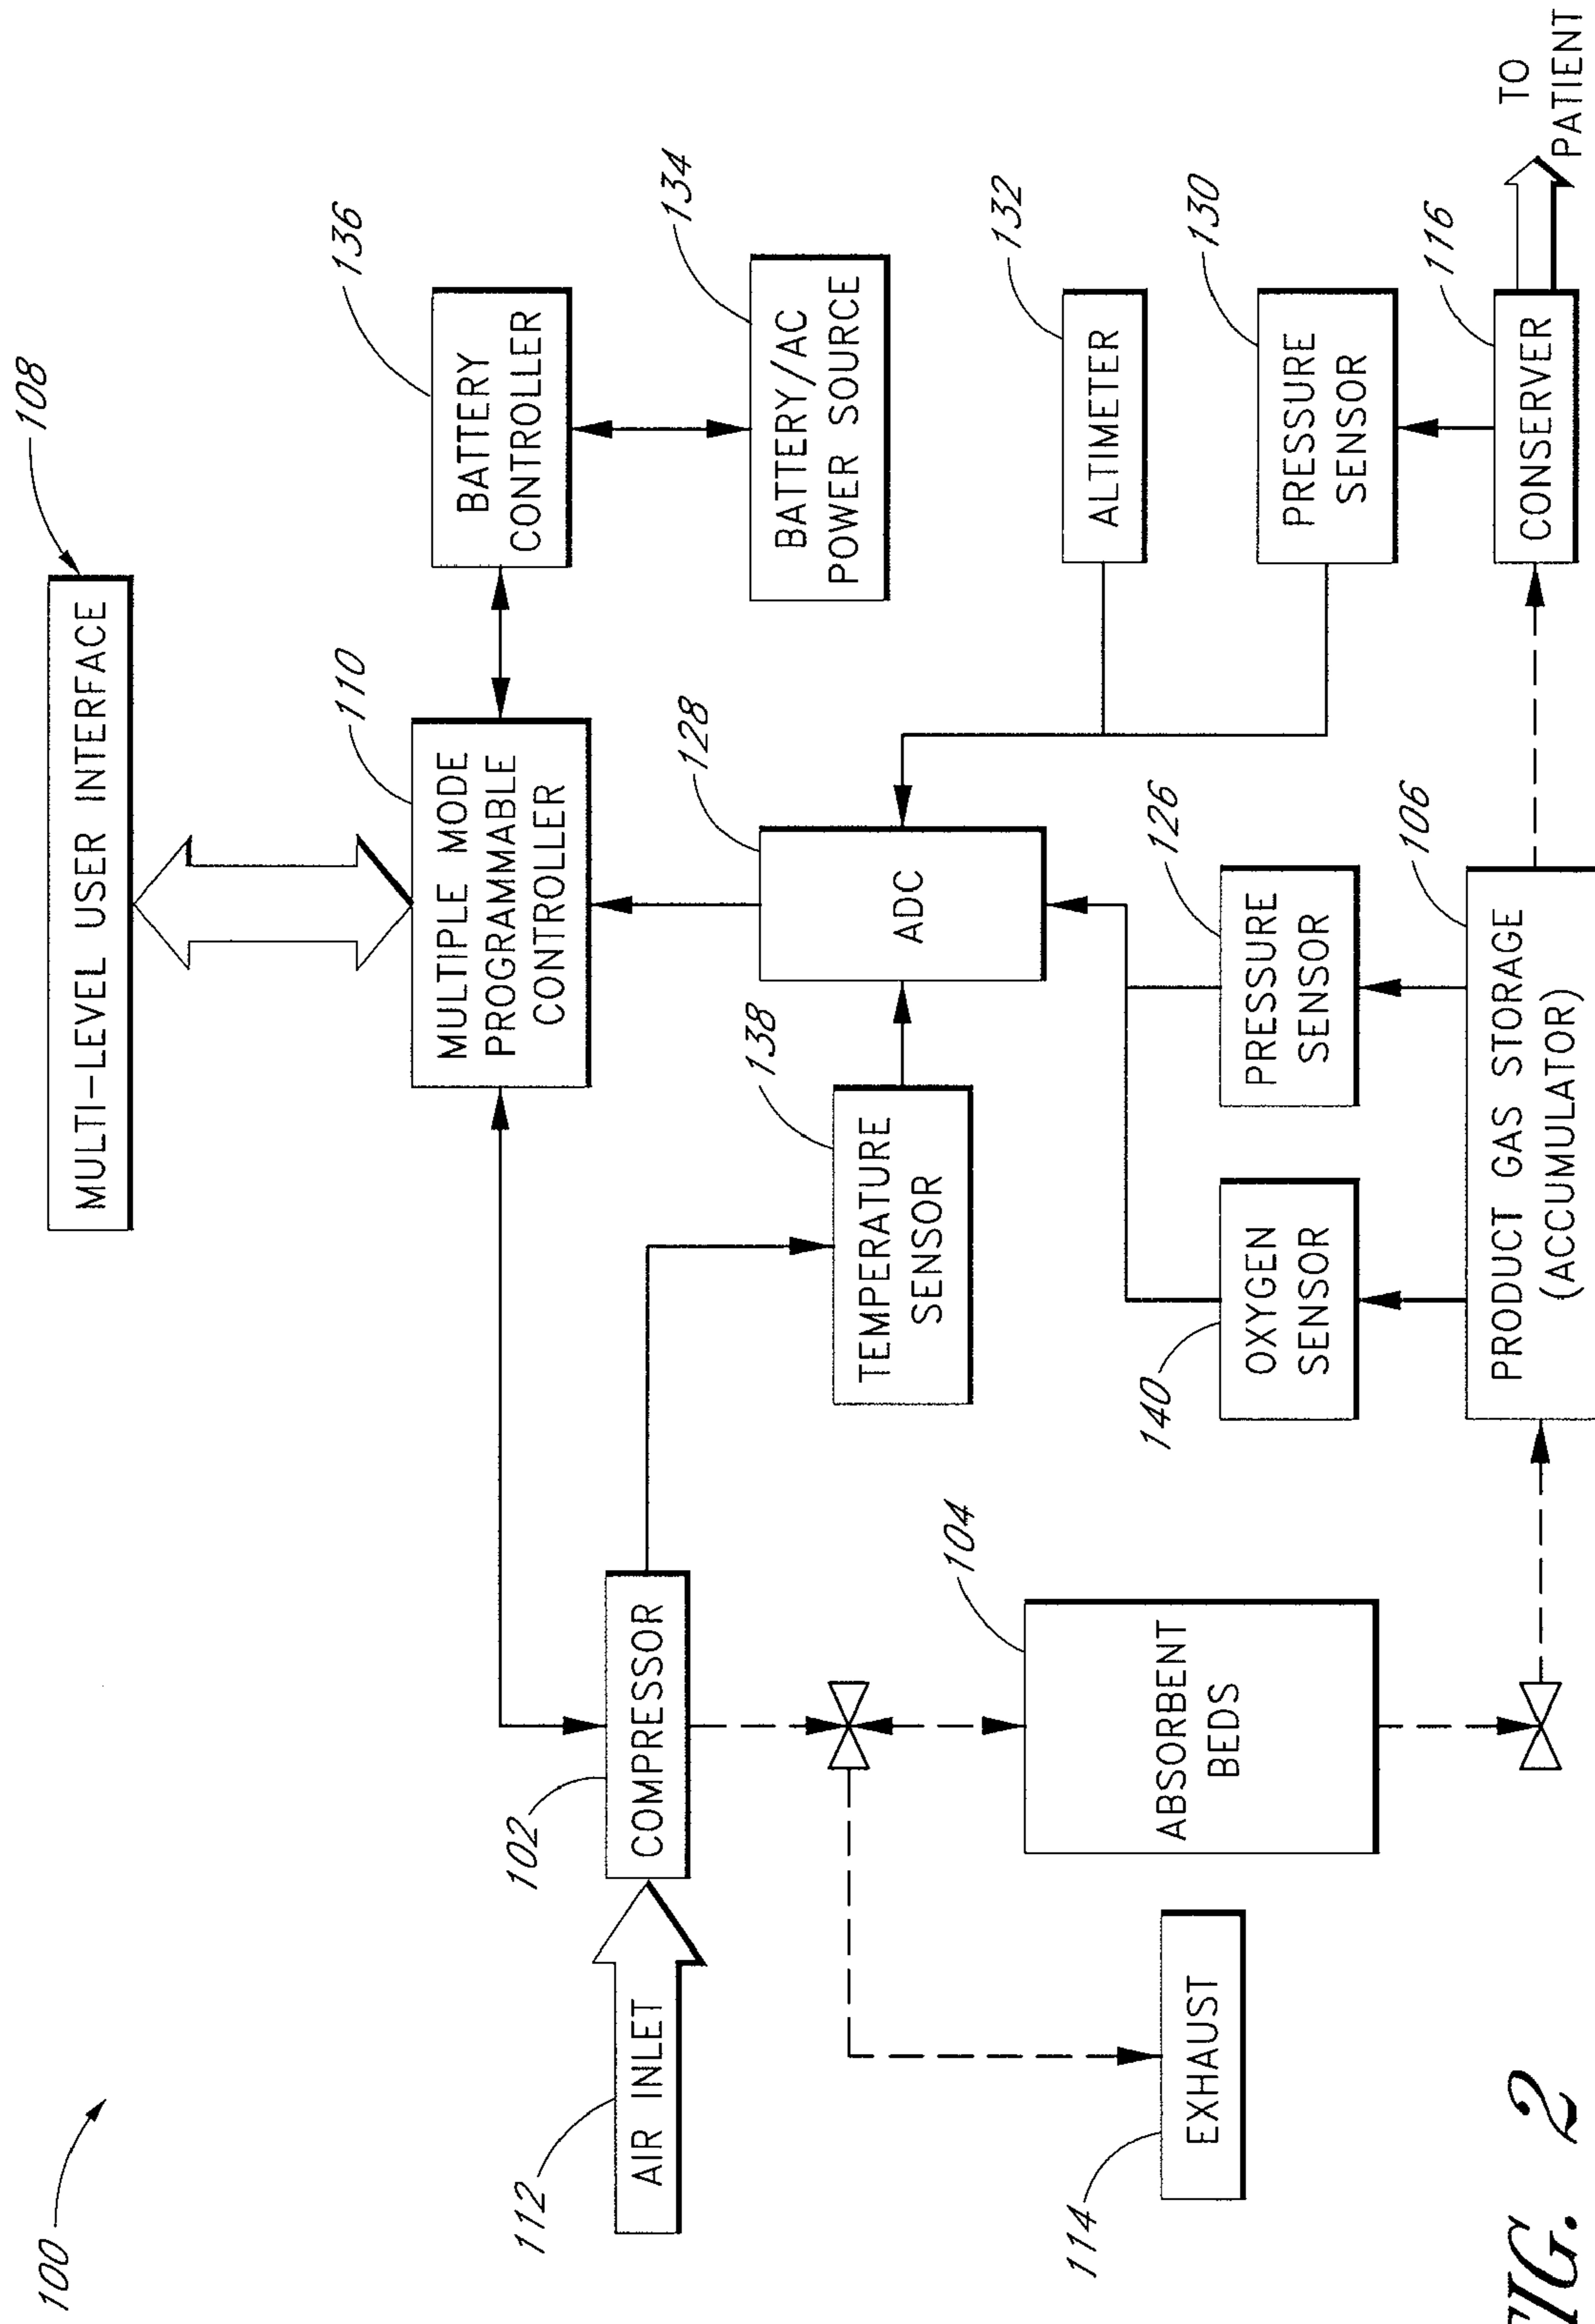 100
MULTI-LEVEL USER INTERFACE
108
110
MULTIPLE MODE
PROGRAMMABLE
CONTROLLER
136
BATTERY
CONTROLLER
134
BATTERY/AC
POWER SOURCE
112
AIR INLET
102
COMPRESSOR
138
TEMPERATURE
SENSOR
128
ADC
132
ALTIMETER
114
EXHAUST
104
ABSORBENT
BEDS
140
OXYGEN
SENSOR
126
PRESSURE
SENSOR
130
PRESSURE
SENSOR
106
PRODUCT GAS STORAGE
(ACCUMULATOR)
116
CONSERVER
TO
PATIENT
FIG. 2